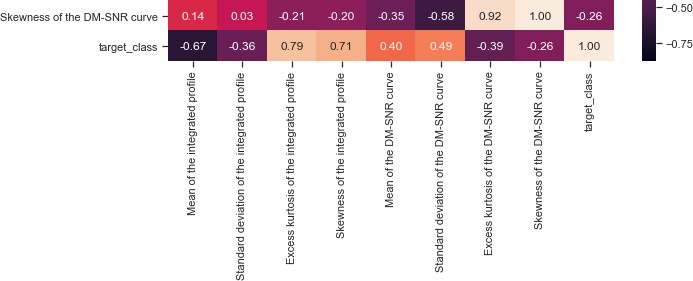 Skewness of the DM-SNR curve 0.14 0.03 -0.21 -0.20 -0.35 -0.58 0.92 1.00 -0.26
target_class -0.67 -0.36 0.79 0.71 0.40 0.49 -0.39 -0.26 1.00
-0.50
-0.75
Mean of the integrated profile
Standard deviation of the integrated profile
Excess kurtosis of the integrated profile
Skewness of the integrated profile
Mean of the DM-SNR curve
Standard deviation of the DM-SNR curve
Excess kurtosis of the DM-SNR curve
Skewness of the DM-SNR curve
target_class